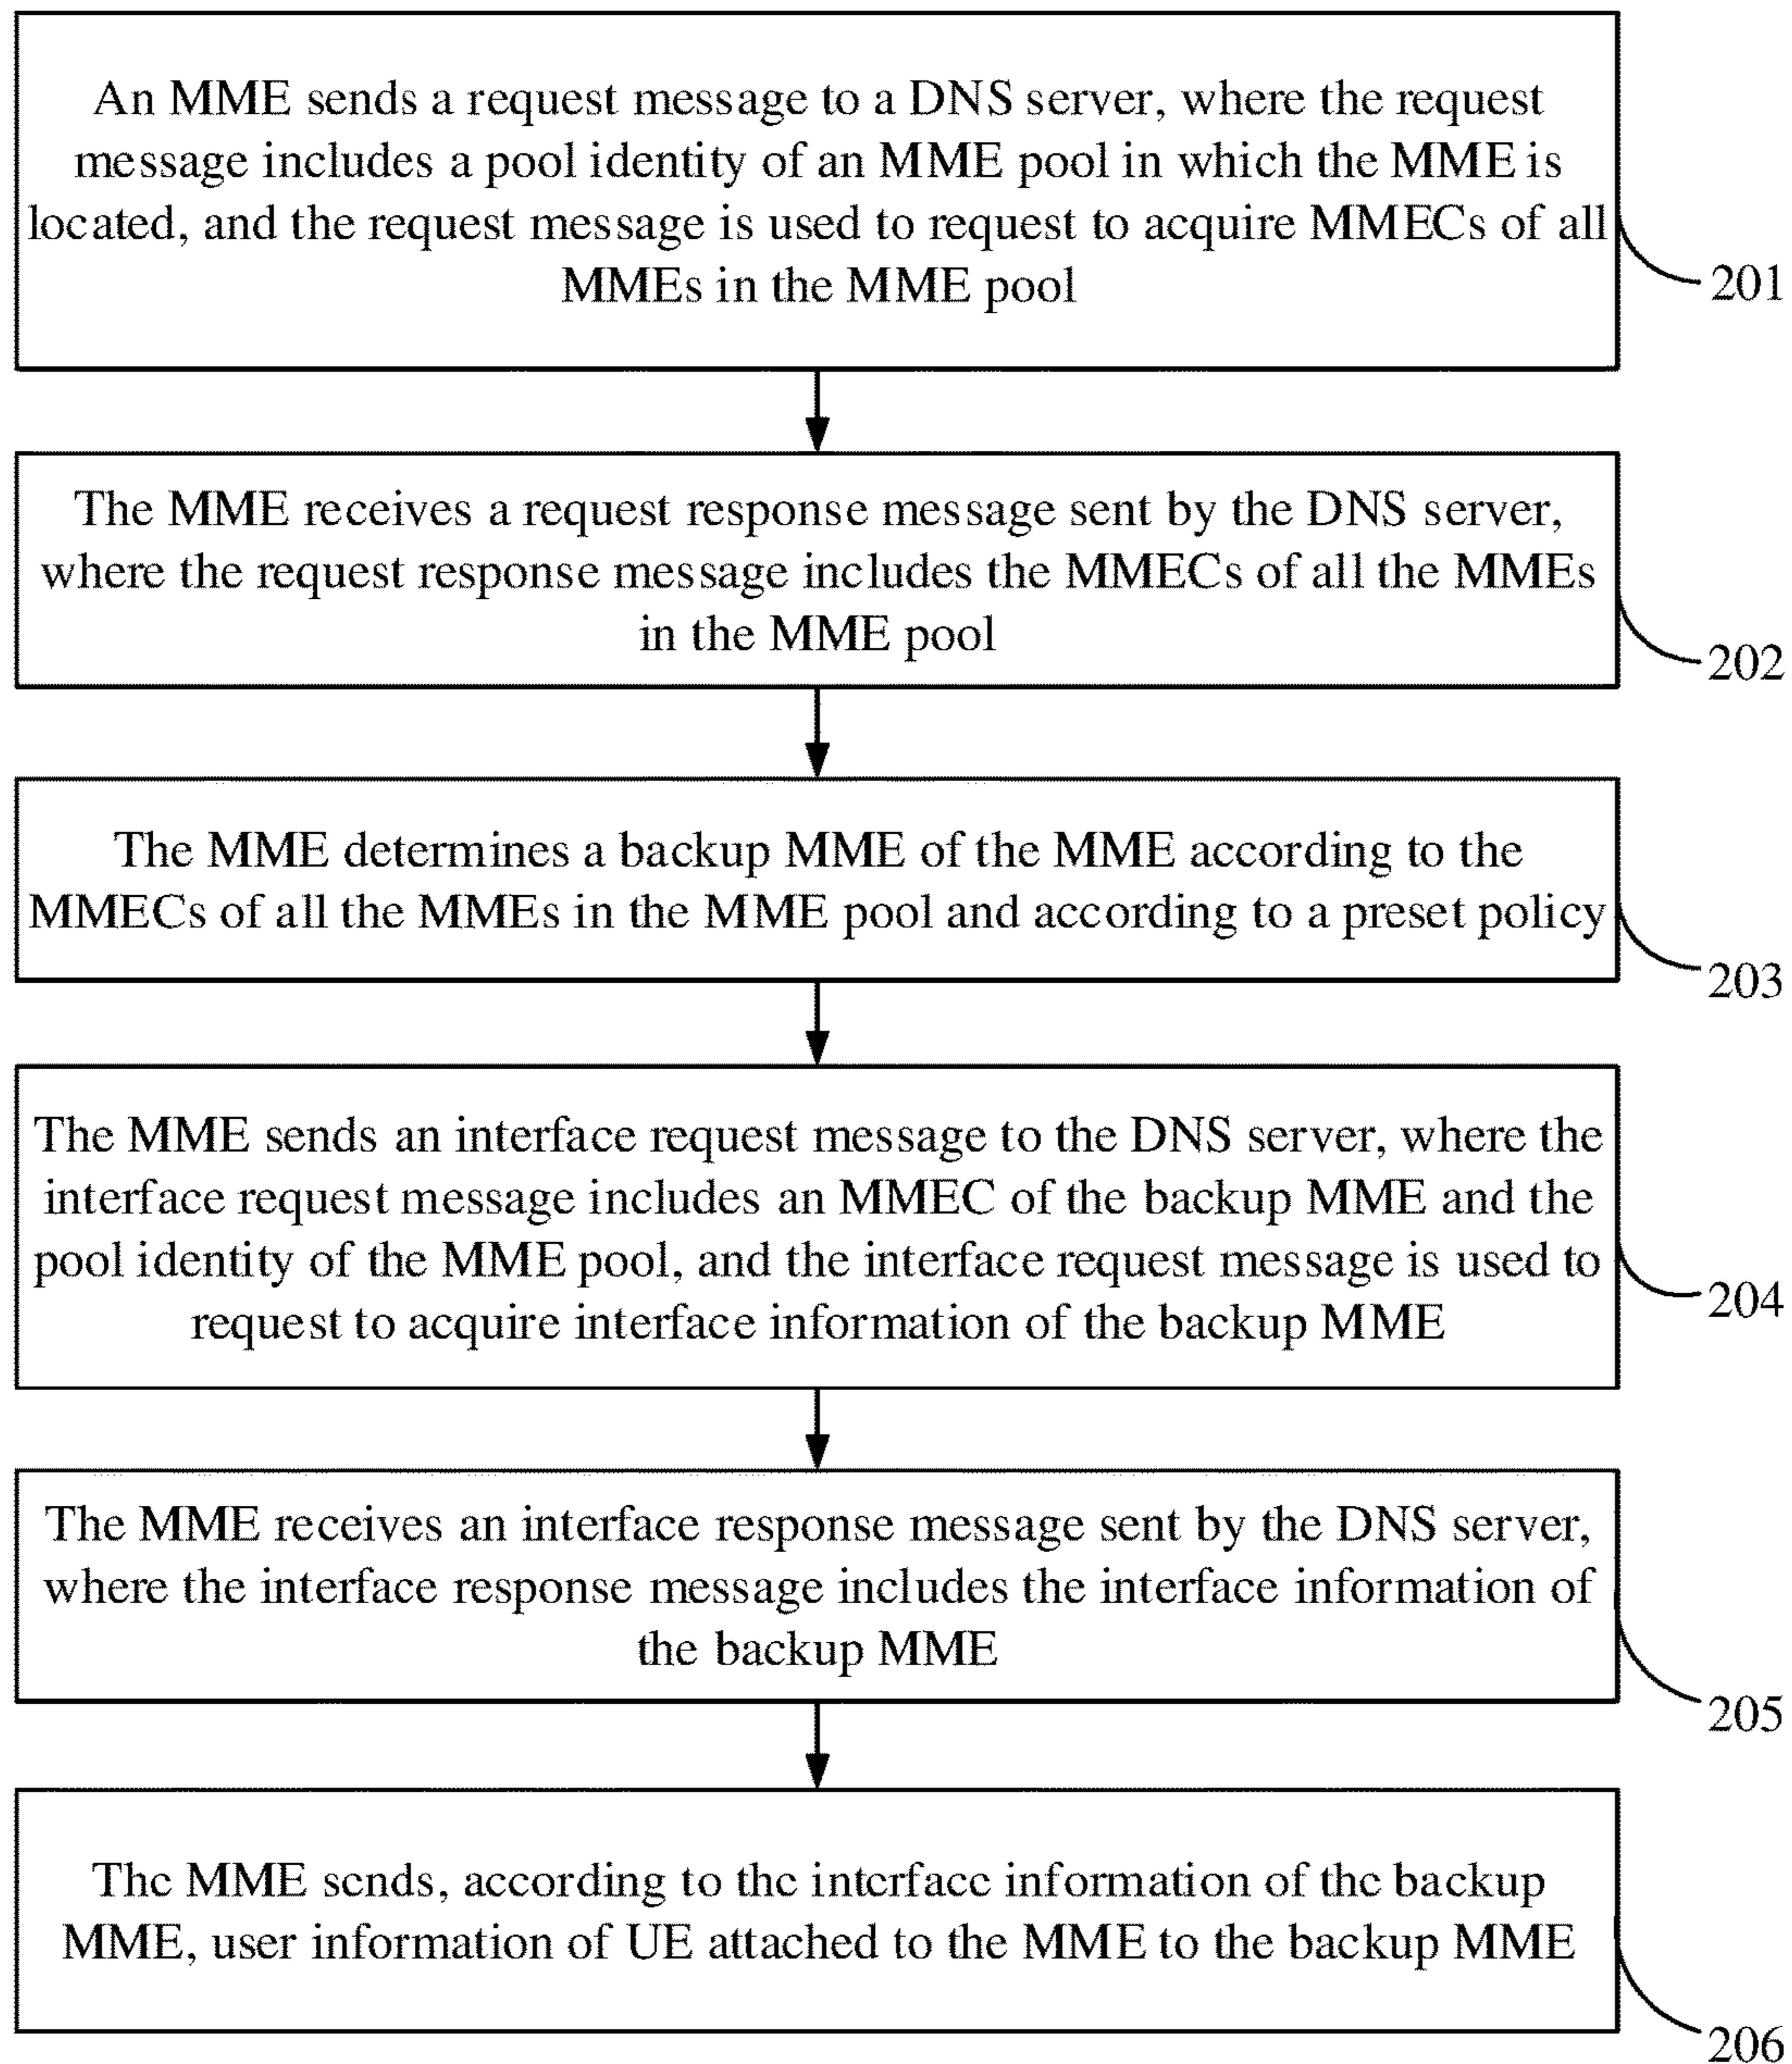 An MME sends a request message to a DNS server, where the request
message includes a pool identity of an MME pool in which the MME is
located, and the request message is used to request to acquire MMECs of all
MMEs in the MME pool
201
The MME receives a request response message sent by the DNS server,
where the request response message includes the MMECs of all the MMEs
in the MME pool
202
The MME determines a backup MME of the MME according to the
MMECs of all the MMEs in the MME pool and according to a preset policy
203
The MME sends an interface request message to the DNS server, where the
interface request message includes an MMEC of the backup MME and the
pool identity of the MME pool, and the interface request message is used to
request to acquire interface information of the backup MME
204
The MME receives an interface response message sent by the DNS server,
where the interface response message includes the interface information of
the backup MME
205
The MME sends, according to the interface information of the backup
MME, user information of UE attached to the MME to the backup MME
206